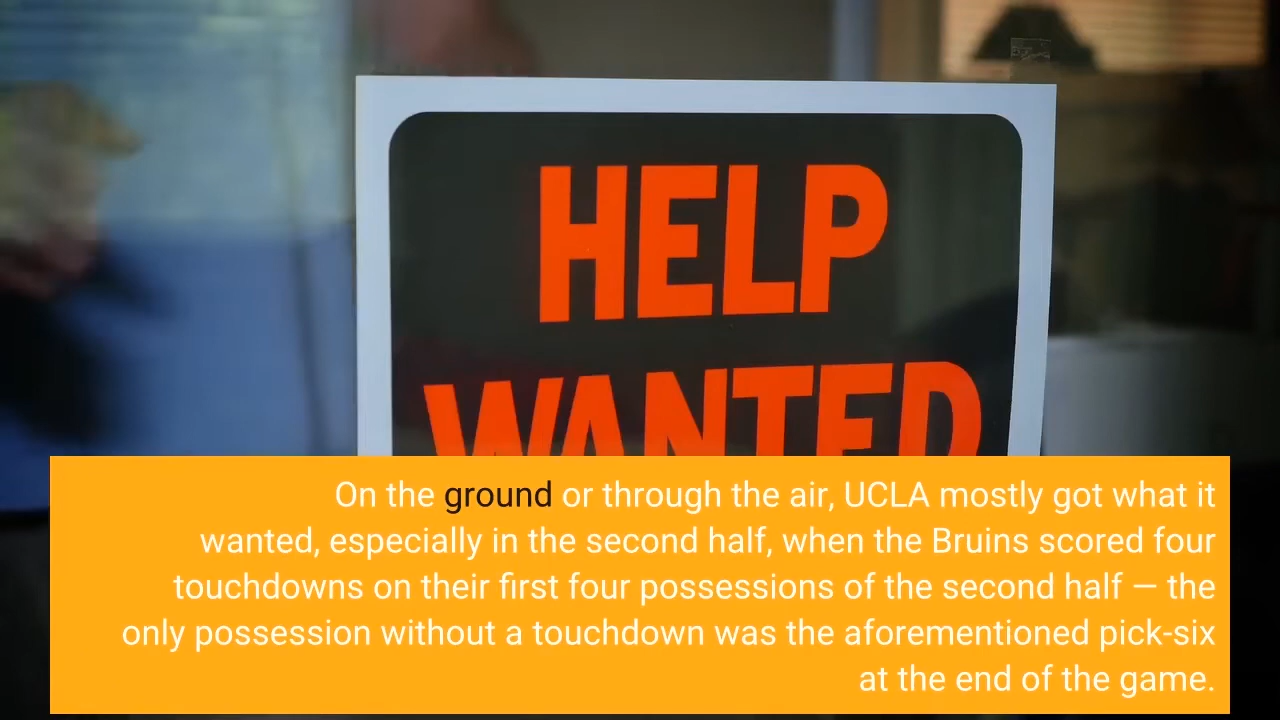 HELP
WANTED
On the ground or through the air, UCLA mostly got what it
wanted, especially in the second half, when the Bruins scored four
touchdowns on their first four possessions of the second half — the
only possession without a touchdown was the aforementioned pick-six
at the end of the game.